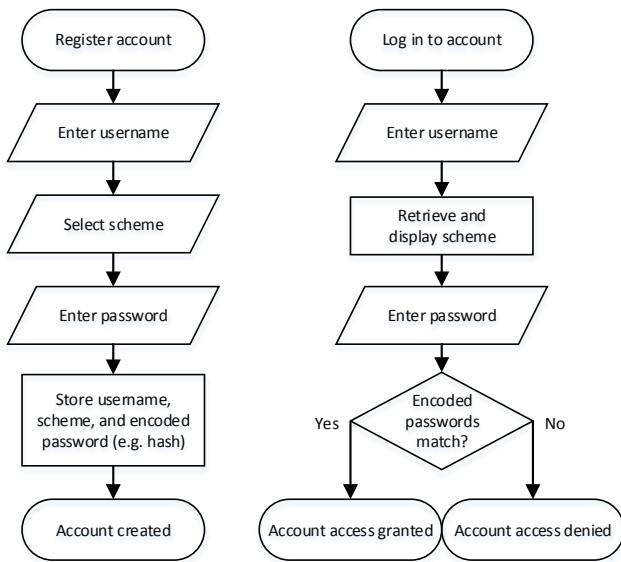 Register account
Enter username
Select scheme
Enter password
Store username,
scheme, and encoded
password (e.g. hash)
Account created
Log in to account
Enter username
Retrieve and
display scheme
Enter password
Encoded
passwords
match?
Yes
No
Account access granted
Account access denied